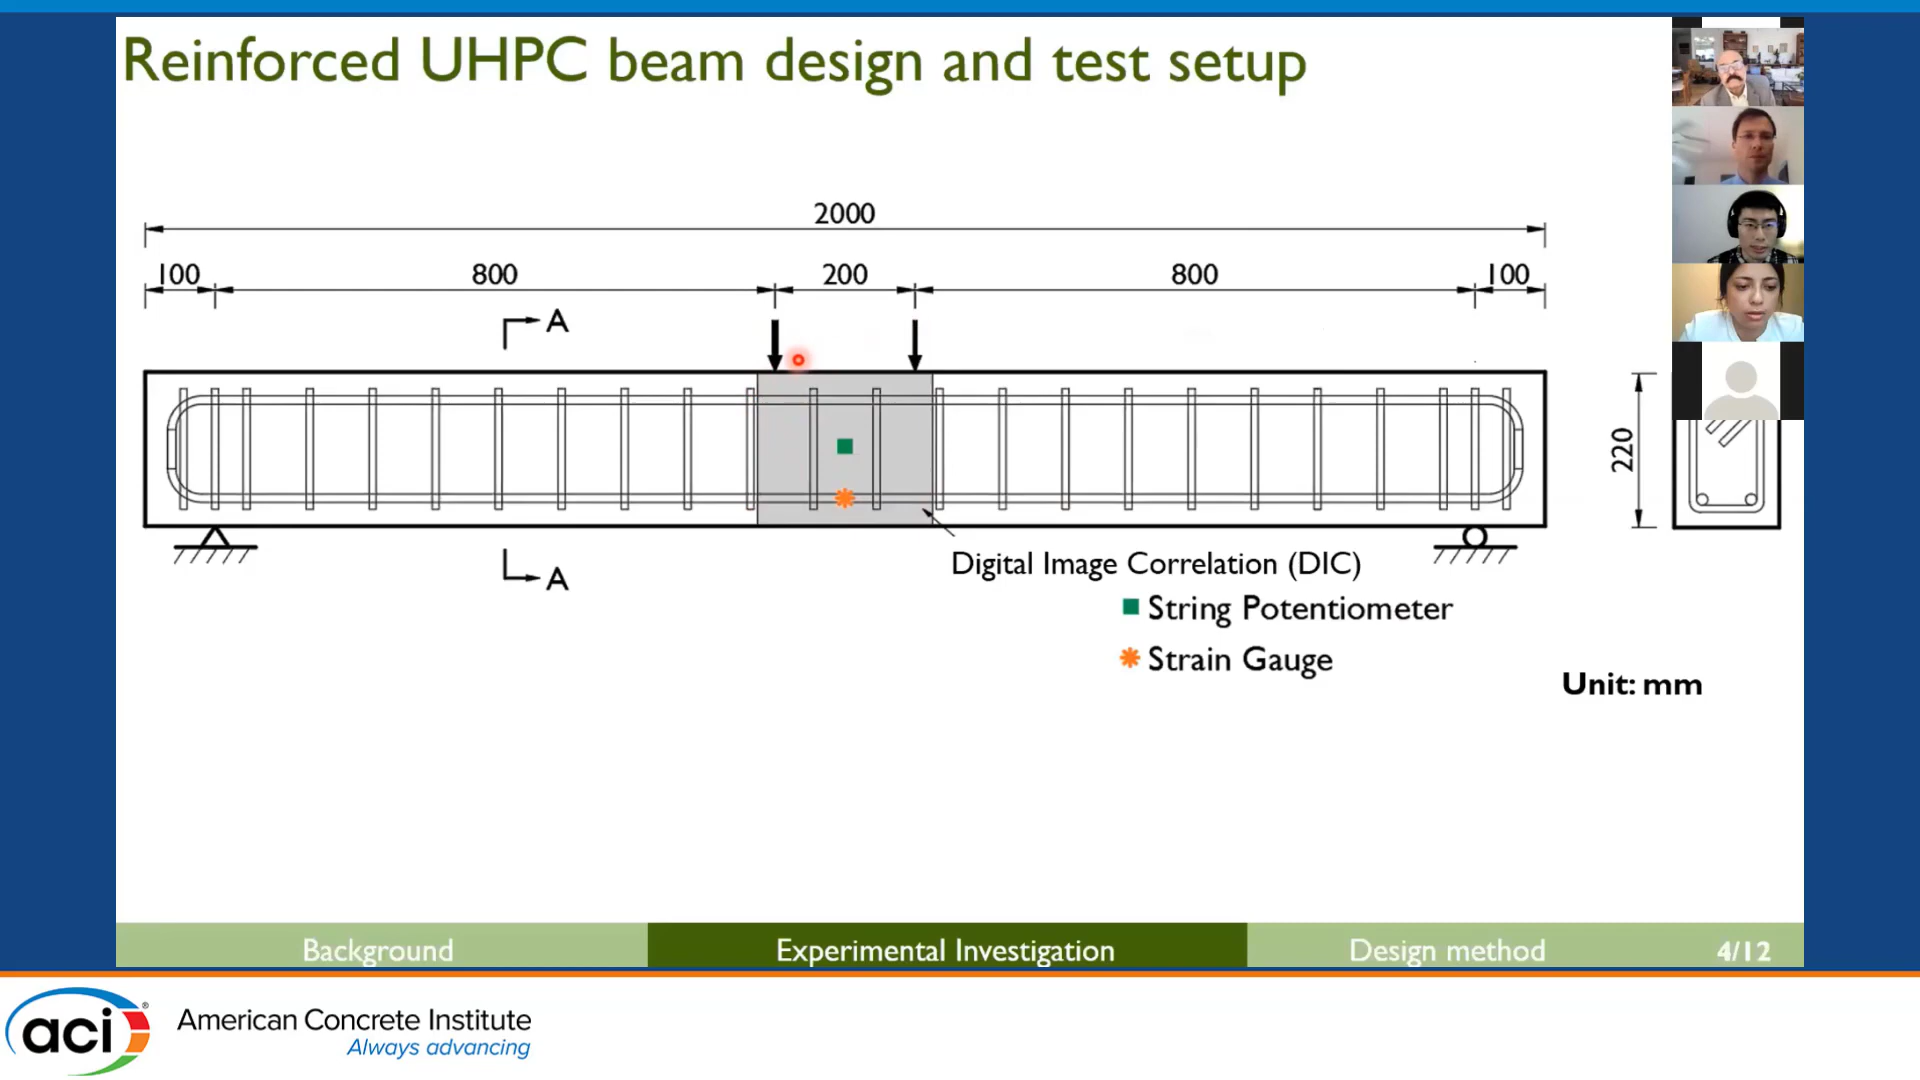 Reinforced UHPC beam design and test setup
2000
100 800 200 800 100
A
220
A
Digital Image Correlation (DIC)
String Potentiometer
Strain Gauge
Unit: mm
Background Experimental Investigation Design method 4/12
aci® American Concrete Institute
Always advancing